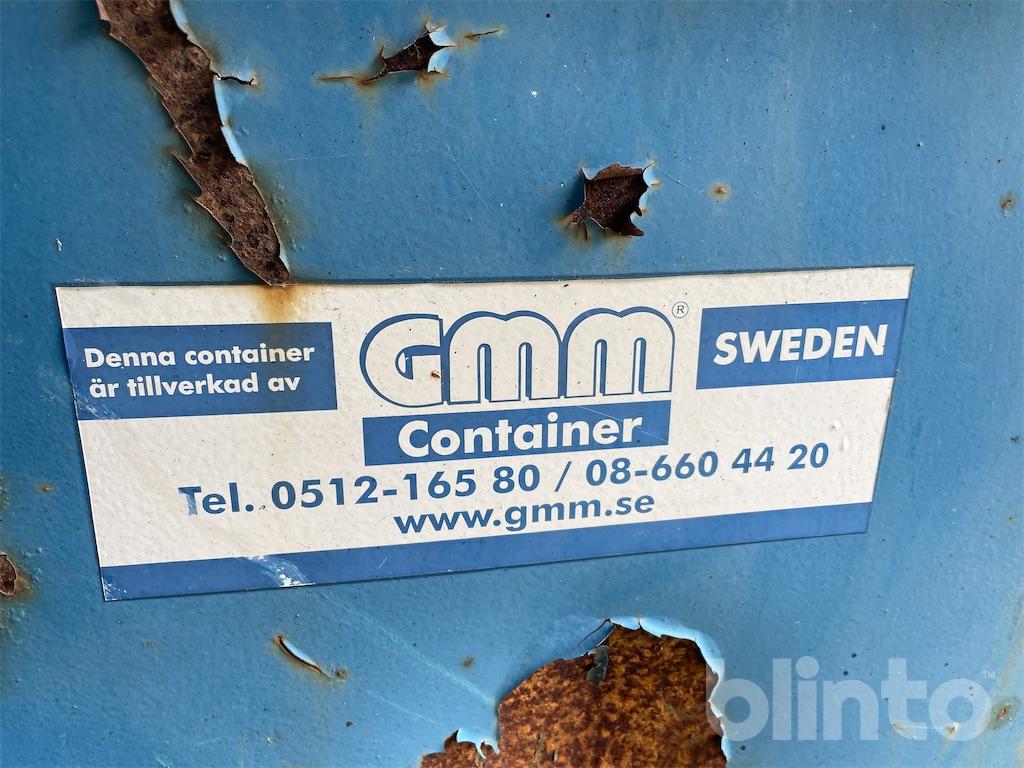 Denna container
är tillverkad av
GMM®
Container
SWEDEN
Tel. 0512-165 80 / 08-660 44 20
www.gmm.se
blinto™